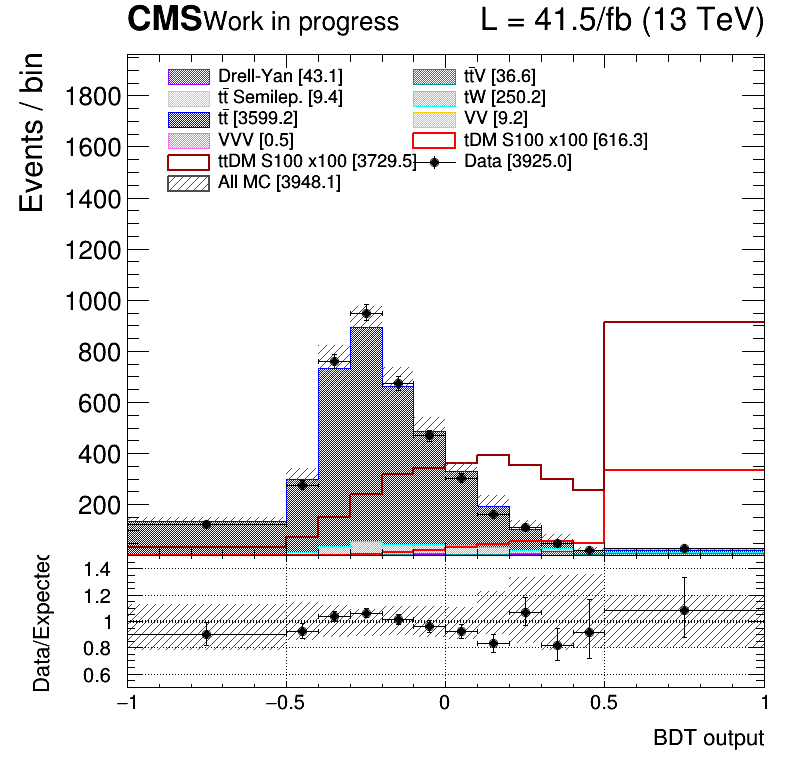 CMS Work in progress L = 41.5/fb (13 TeV)
Events / bin
Drell-Yan [43.1] tt̄V [36.6]
tt̄ Semilep. [9.4] tW [250.2]
tt̄ [3599.2] VV [9.2]
VVV [0.5] tDM S100 x100 [616.3]
ttDM S100 x100 [3729.5] Data [3925.0]
All MC [3948.1]
1800
1600
1400
1200
1000
800
600
400
200
Data/Expected
1.4
1.2
1
0.8
0.6
−1 −0.5 0 0.5 1
BDT output